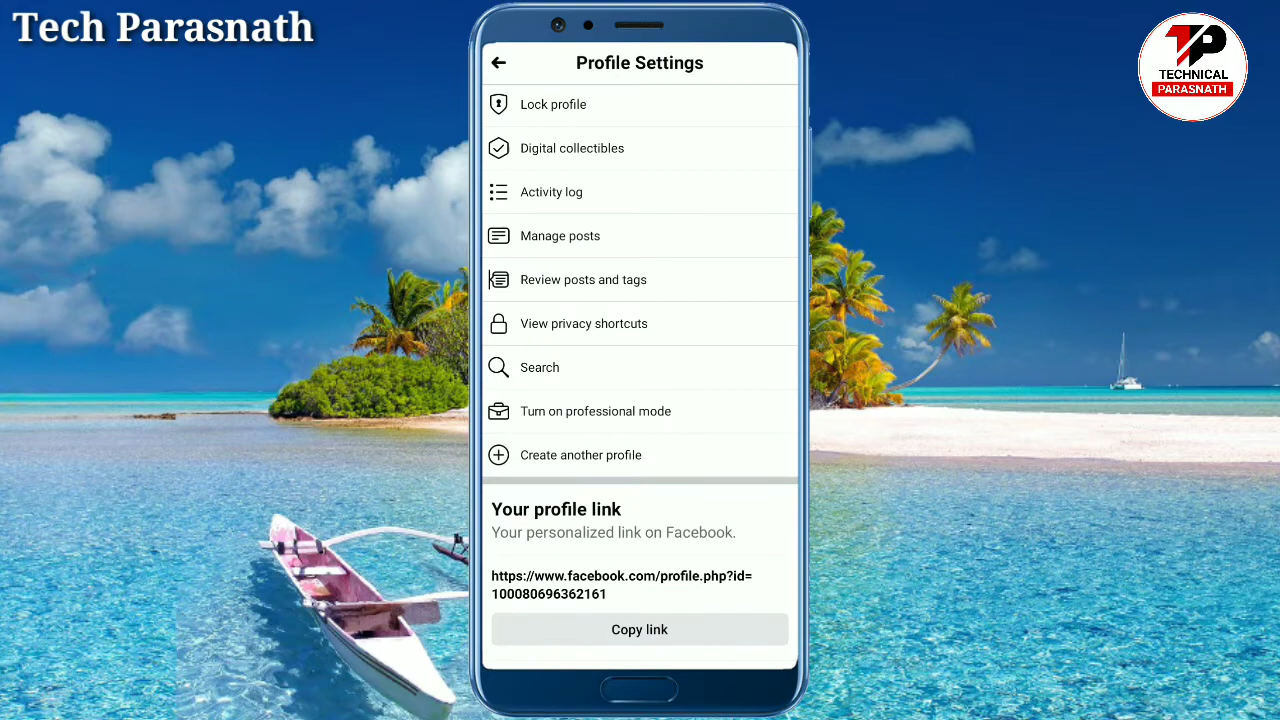 Tech Parasnath
TECHNICAL
PARASNATH
Profile Settings
Lock profile
Digital collectibles
Activity log
Manage posts
Review posts and tags
View privacy shortcuts
Search
Turn on professional mode
Create another profile
Your profile link
Your personalized link on Facebook.
https://www.facebook.com/profile.php?id=
100080696362161
Copy link